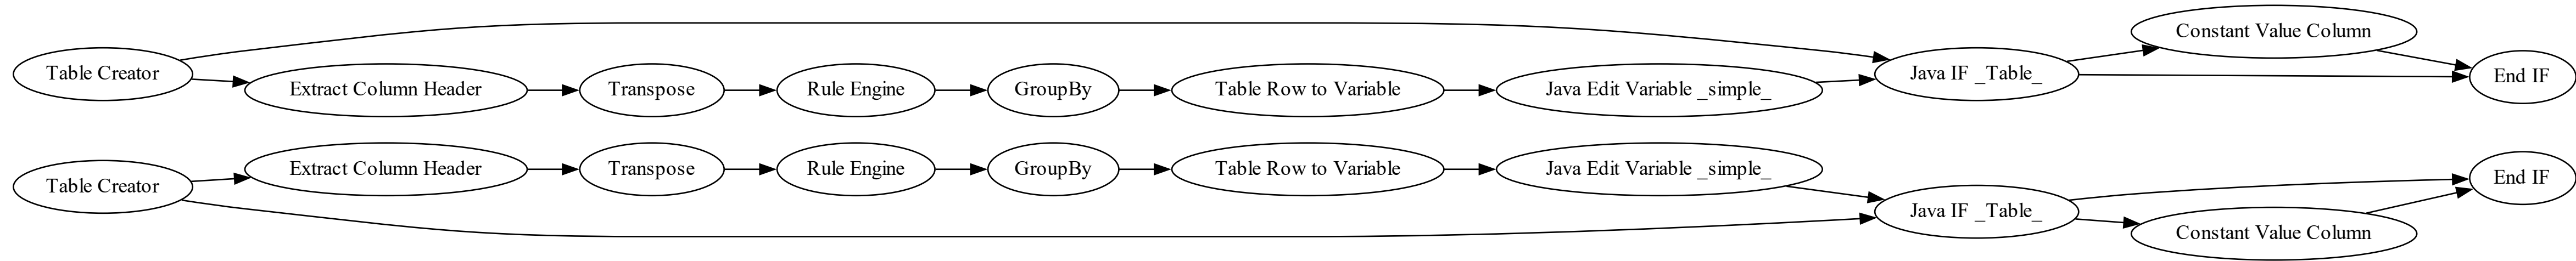 Table Creator
Extract Column Header
Transpose
Rule Engine
GroupBy
Table Row to Variable
Java Edit Variable _simple_
Java IF _Table_
Constant Value Column
End IF
Table Creator
Extract Column Header
Transpose
Rule Engine
GroupBy
Table Row to Variable
Java Edit Variable _simple_
Java IF _Table_
Constant Value Column
End IF